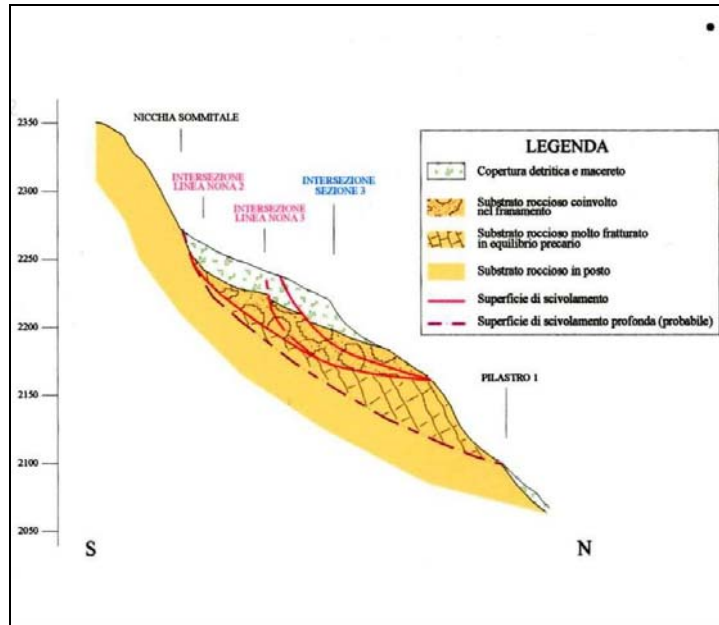 NICCHIA SOMMITALE
INTERSEZIONE
LINEA NONA 2
INTERSEZIONE
LINEA NONA 3
INTERSEZIONE
SEZIONE 3
PILASTRO 1
2350
2300
2250
2200
2150
2100
2050
S
N
LEGENDA
Copertura detritica e macereto
Substrato roccioso coinvolto
nel franamento
Substrato roccioso molto fratturato
in equilibrio precario
Substrato roccioso in posto
Superficie di scivolamento
Superficie di scivolamento profonda (probabile)